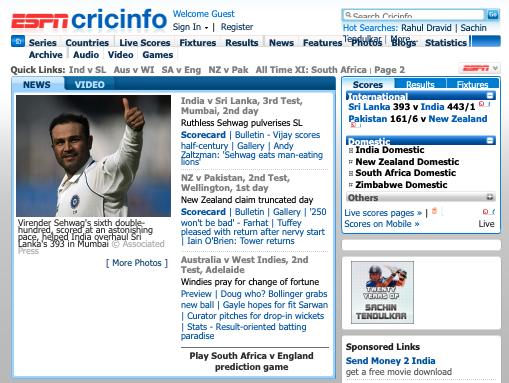 ESPN cricinfo
Welcome Guest
Sign In | Register
Search Cricinfo
Go
Hot Searches: Rahul Dravid | Sachin
Tendulkar | More...
Series Countries Live Scores Fixtures Results News Features Photos Blogs Statistics
Archive Audio Video Games
Quick Links: Ind v SL Aus v WI SA v Eng NZ v Pak All Time XI: South Africa | Page 2
ESPN
NEWS VIDEO
Virender Sehwag's sixth double-
hundred, scored at an astonishing
pace, helped India overhaul Sri
Lanka's 393 in Mumbai © Associated
Press
[ More Photos ]
India v Sri Lanka, 3rd Test,
Mumbai, 2nd day
Ruthless Sehwag pulverises SL
Scorecard | Bulletin - Vijay scores
half-century | Gallery | Andy
Zaltzman: 'Sehwag eats man-eating
lions'
NZ v Pakistan, 2nd Test,
Wellington, 1st day
New Zealand claim truncated day
Scorecard | Bulletin | Gallery | '250
won't be bad' - Farhat | Tuffey
pleased with return after nervy start
| Iain O'Brien: Tower returns
Australia v West Indies, 2nd
Test, Adelaide
Windies pray for change of fortune
Preview | Doug who? Bollinger grabs
new ball | Gayle hopes for fit Sarwan
| Curator pitches for drop-in wickets
| Stats - Result-oriented batting
paradise
Play South Africa v England
prediction game
Scores Results Fixtures
International
Sri Lanka 393 v India 443/1
Pakistan 161/6 v New Zealand
Domestic
India Domestic
New Zealand Domestic
South Africa Domestic
Zimbabwe Domestic
Others
Live scores pages » |
Scores on Mobile » Live
TWENTY
YEARS OF
SACHIN
TENDULKAR
Sponsored Links
Send Money 2 India
get a free movie download